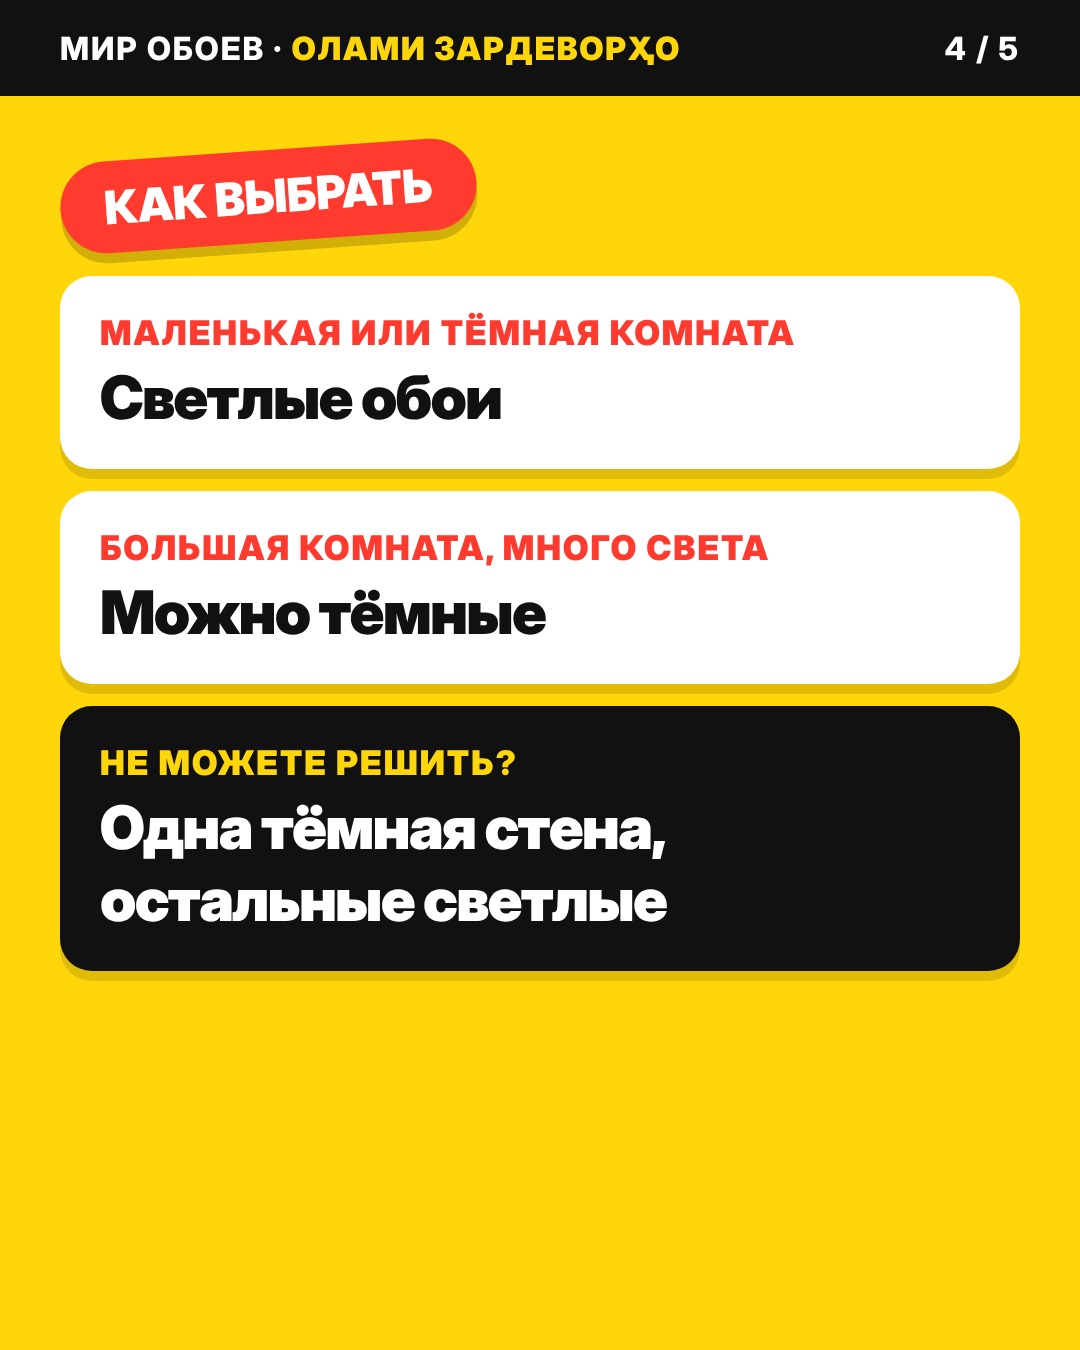 МИР ОБОЕВ · ОЛАМИ ЗАРДЕВОРҲО
4 / 5
КАК ВЫБРАТЬ
МАЛЕНЬКАЯ ИЛИ ТЁМНАЯ КОМНАТА
Светлые обои
БОЛЬШАЯ КОМНАТА, МНОГО СВЕТА
Можно тёмные
НЕ МОЖЕТЕ РЕШИТЬ?
Одна тёмная стена,
остальные светлые